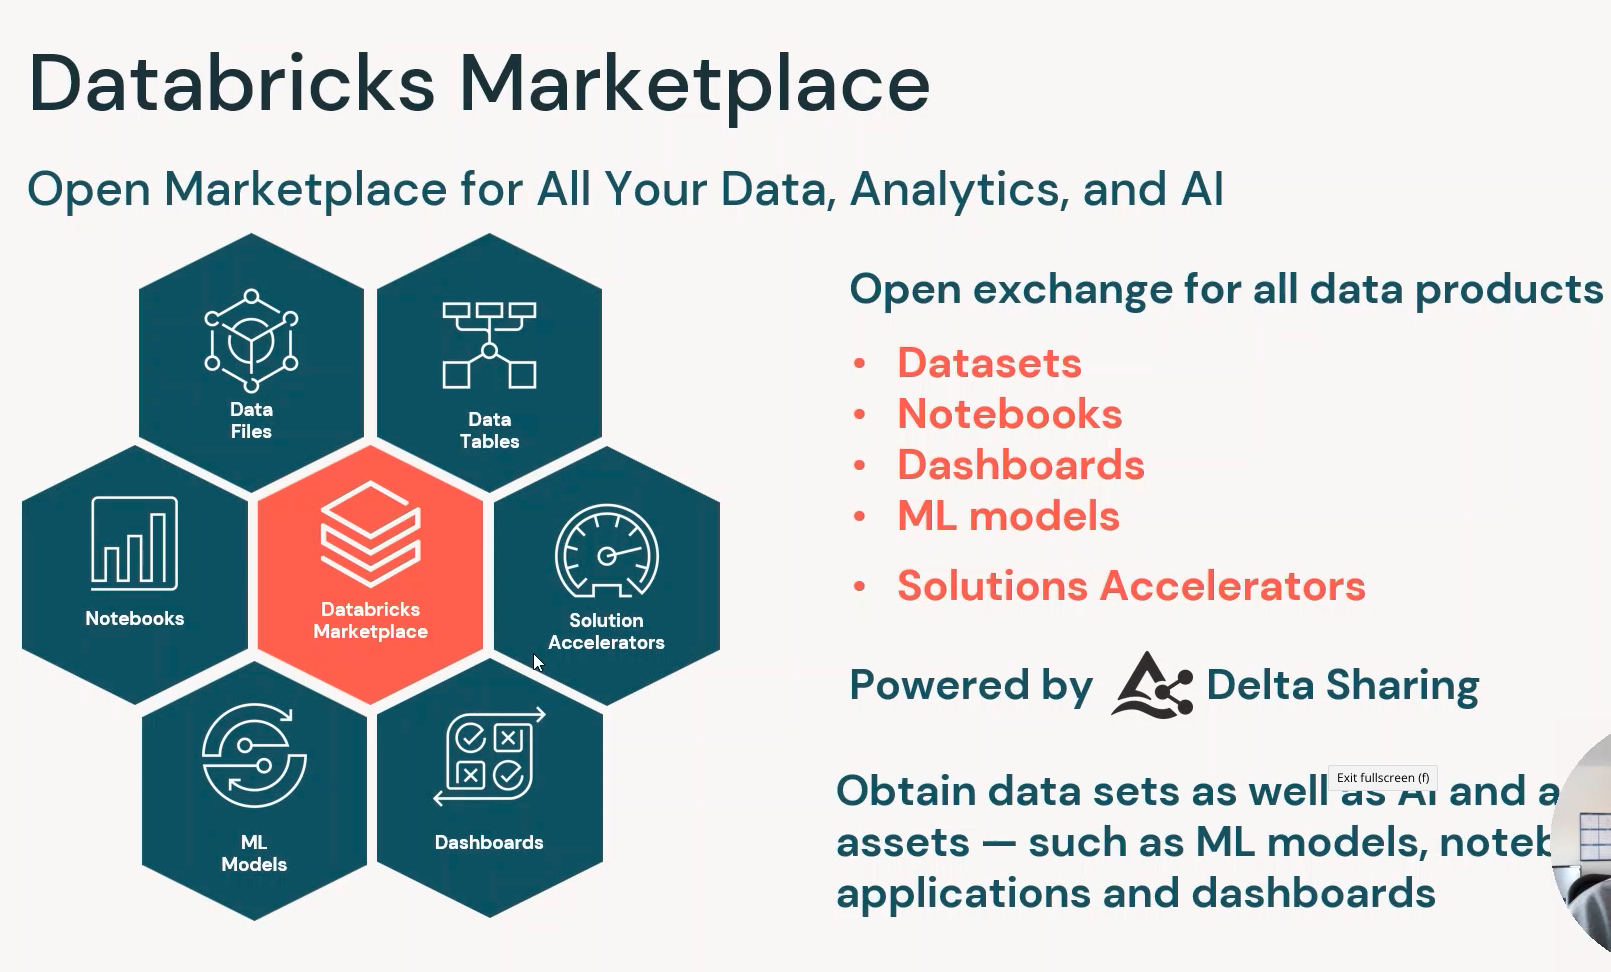 Databricks Marketplace
Open Marketplace for All Your Data, Analytics, and AI
Data
Files
Data
Tables
Notebooks
Databricks
Marketplace
Solution
Accelerators
ML
Models
Dashboards
Open exchange for all data products
• Datasets
• Notebooks
• Dashboards
• ML models
• Solutions Accelerators
Powered by Delta Sharing
Exit fullscreen (f)
Obtain data sets as well as AI and
assets — such as ML models,
applications and dashboards